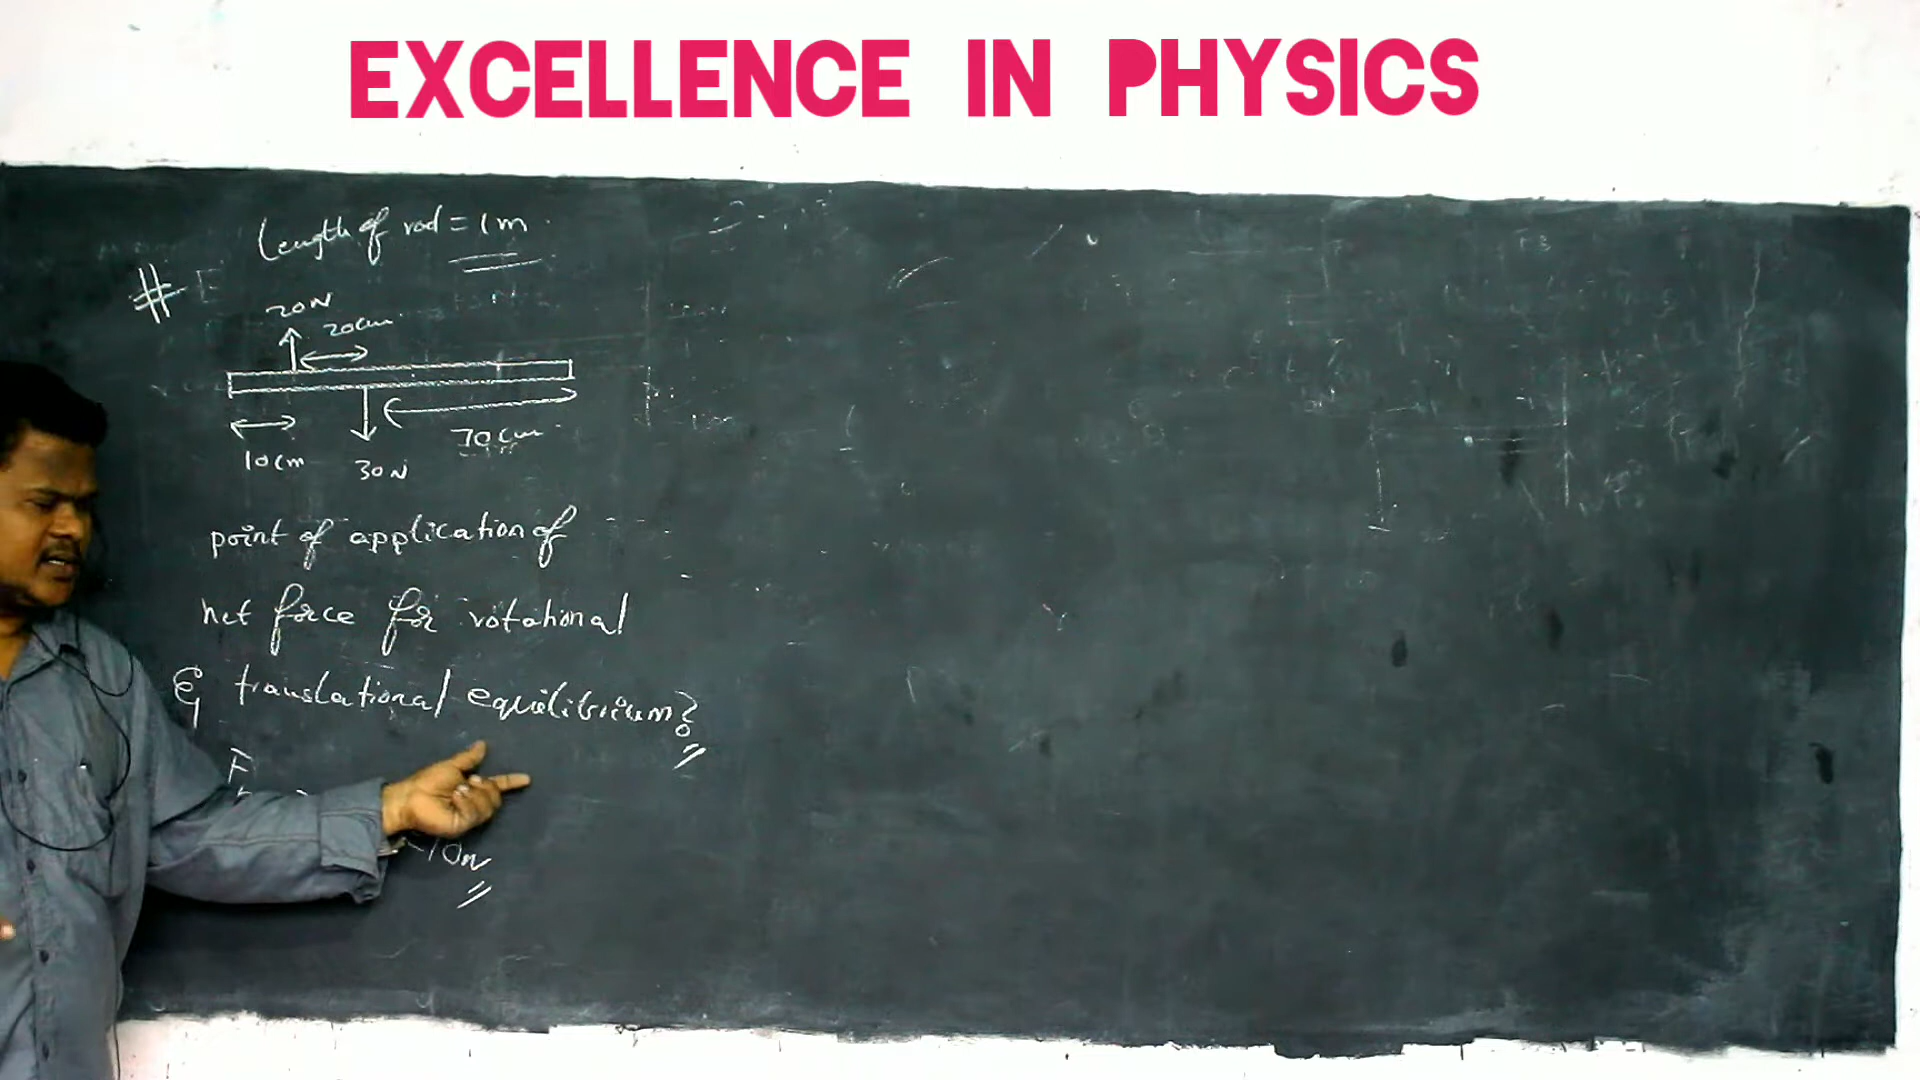 EXCELLENCE IN PHYSICS
Length of rod = 1m
#
20N
20cm
70cm
10cm
30N
point of application of
net force for rotational
& translational equilibrium?
F
10N